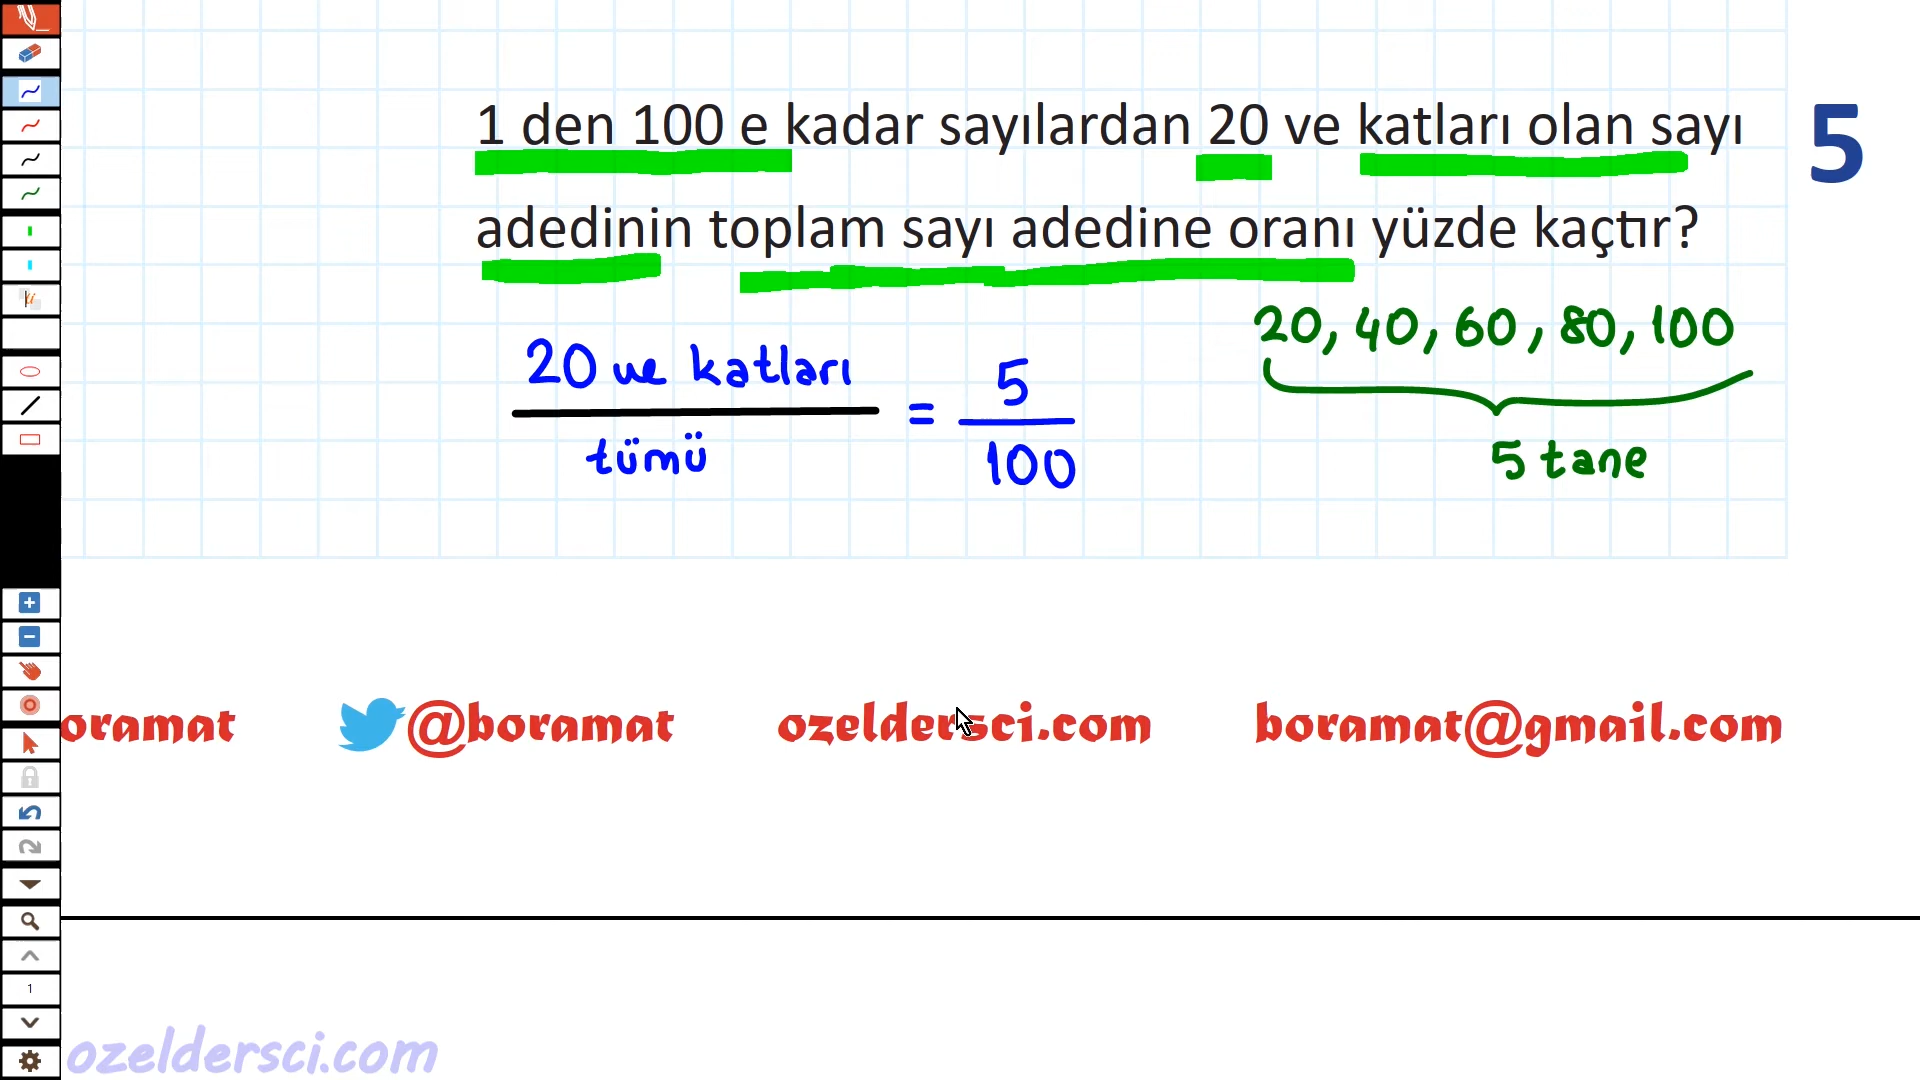 1 den 100 e kadar sayılardan 20 ve katları olan sayı
5
adedinin toplam sayı adedine oranı yüzde kaçtır?
20, 40, 60, 80, 100
20 ve katları
tümü
= 5
100
5 tane
oramat
@boramat
ozeldersci.com
boramat@gmail.com
1
ozeldersci.com